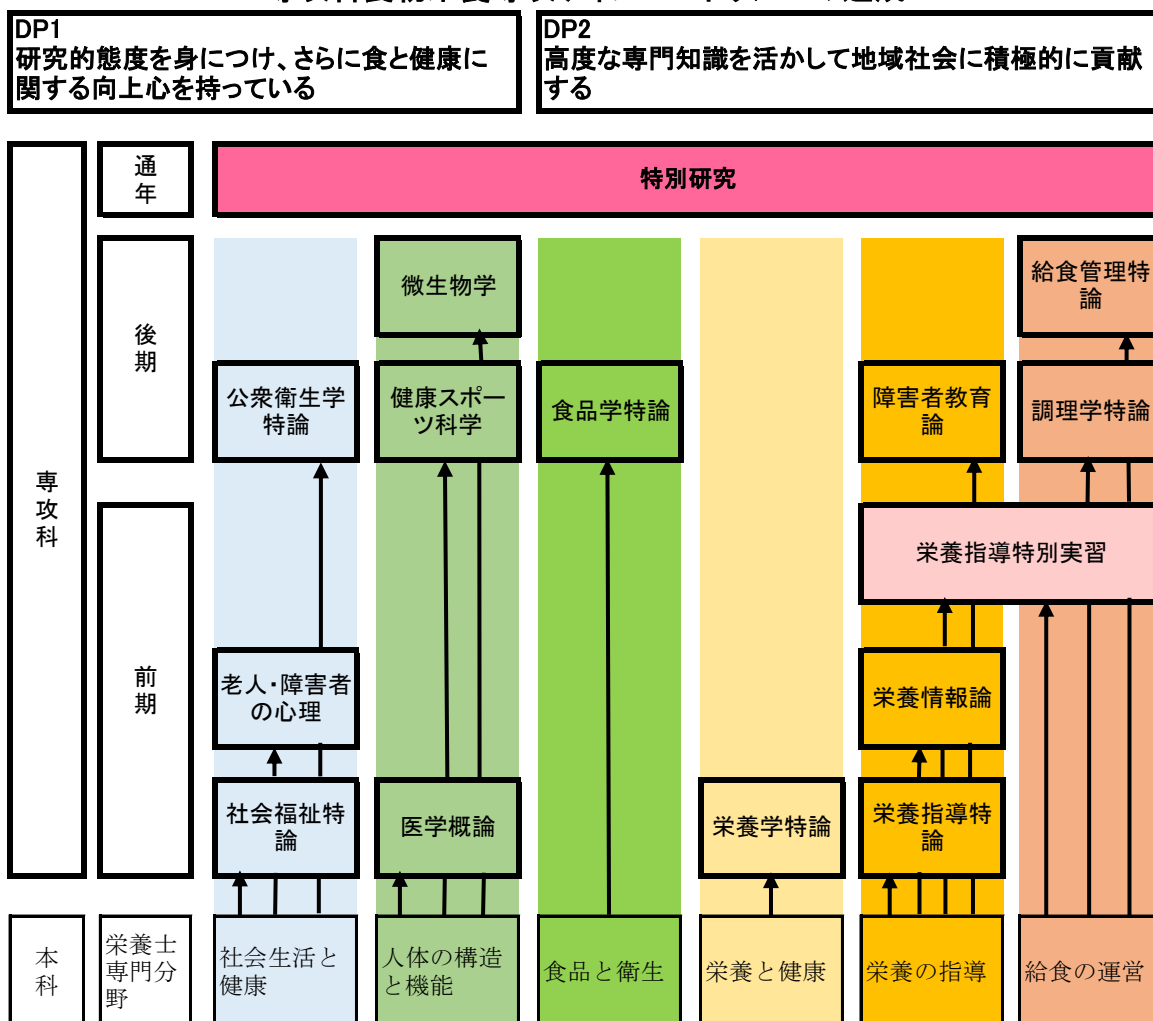 DP1
研究的態度を身につけ、さらに食と健康に
関する向上心を持っている
DP2
高度な専門知識を活かして地域社会に積極的に貢献
する
専
攻
科
通
年
特別研究
後
期
微生物学
給食管理特
論
公衆衛生学
特論
健康スポー
ツ科学
食品学特論
障害者教育
論
調理学特論
前
期
栄養指導特別実習
老人・障害者
の心理
栄養情報論
社会福祉特
論
医学概論
栄養学特論
栄養指導特
論
本
科
栄養士
専門分
野
社会生活と
健康
人体の構造
と機能
食品と衛生
栄養と健康
栄養の指導
給食の運営